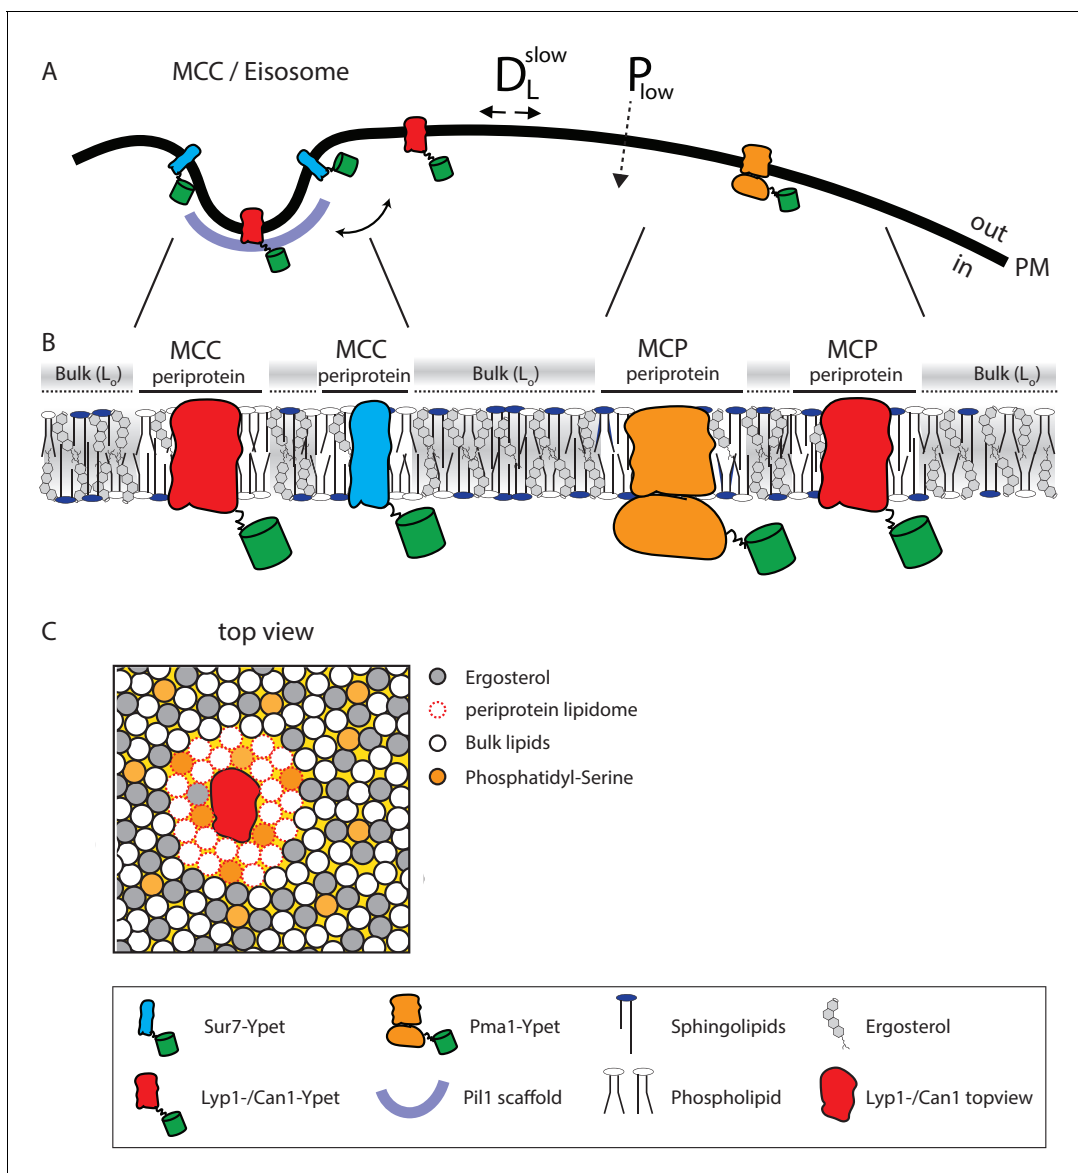 A
MCC / Eisosome
D_L^slow
P_low
out
in
PM
B
MCC
periprotein
MCC
periprotein
MCP
periprotein
MCP
periprotein
Bulk (L_o)
Bulk (L_o)
Bulk (L_o)
C
top view
Ergosterol
periprotein lipidome
Bulk lipids
Phosphatidyl-Serine
Sur7-Ypet
Pma1-Ypet
Sphingolipids
Ergosterol
Lyp1-/Can1-Ypet
Pil1 scaffold
Phospholipid
Lyp1-/Can1 topview